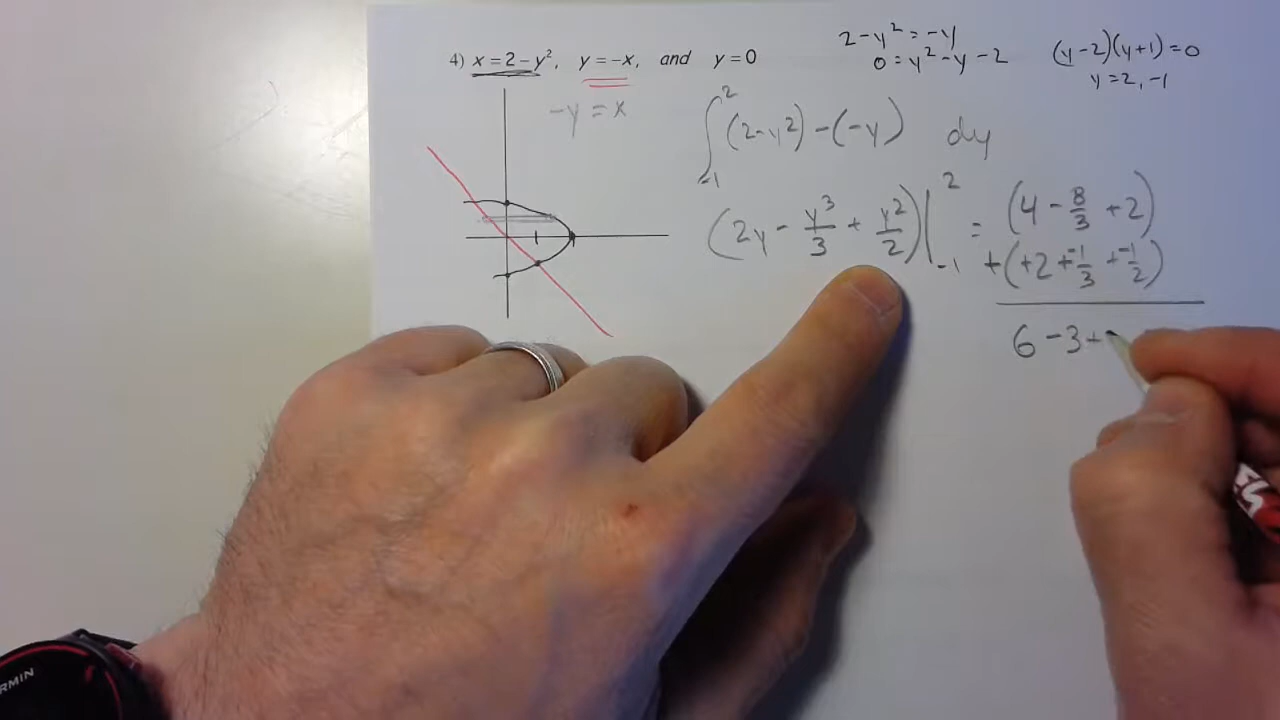 4) x = 2 – y², y = –x, and y = 0
2 - y² = -y
0 = y² - y - 2
(y-2)(y+1) = 0
y = 2, -1
-y = x
∫₋₁² (2-y²) - (-y) dy
(2y - y³/3 + y²/2)|₋₁² = (4 - 8/3 + 2)
+(+2 + -1/3 + -1/2)
6 - 3 +
RMIN